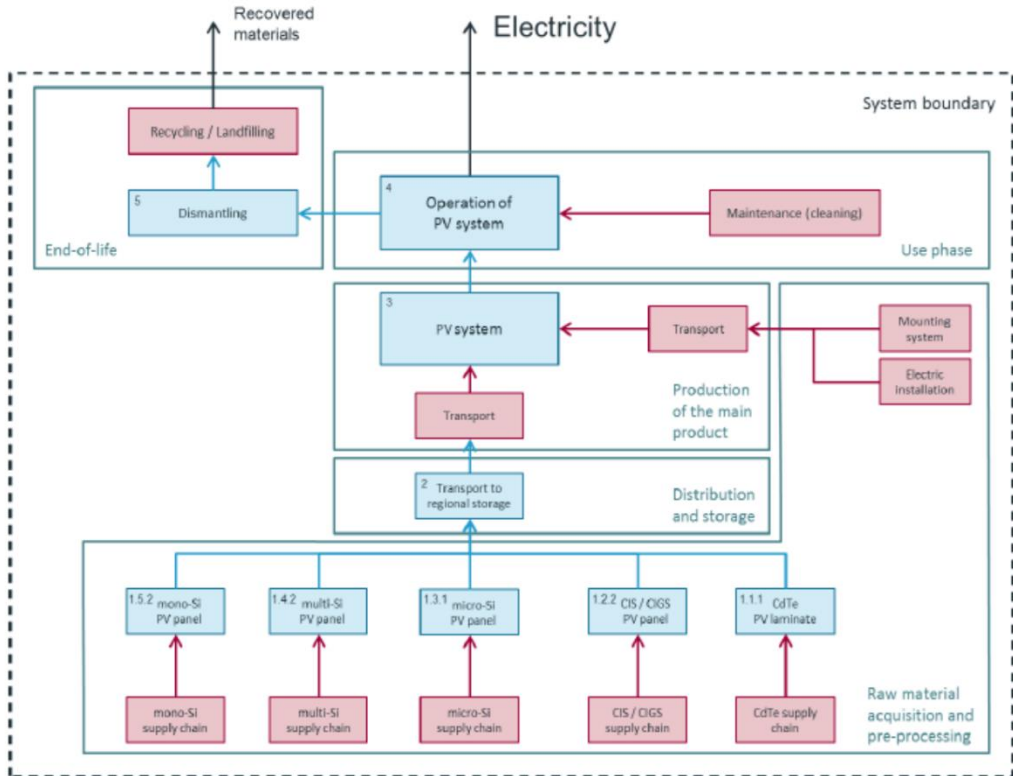 Recovered
materials
Electricity
System boundary
Recycling / Landfilling
5
Dismantling
End-of-life
4
Operation of
PV system
Maintenance (cleaning)
Use phase
3
PV system
Transport
Mounting
system
Electric
installation
Production
of the main
product
Transport
2
Transport to
regional storage
Distribution
and storage
1.5.2 mono-Si
PV panel
1.4.2 multi-Si
PV panel
1.3.1 micro-Si
PV panel
1.2.2 CIS / CIGS
PV panel
1.1.1 CdTe
PV laminate
mono-Si
supply chain
multi-Si
supply chain
micro-Si
supply chain
CIS / CIGS
supply chain
CdTe supply
chain
Raw material
acquisition and
pre-processing